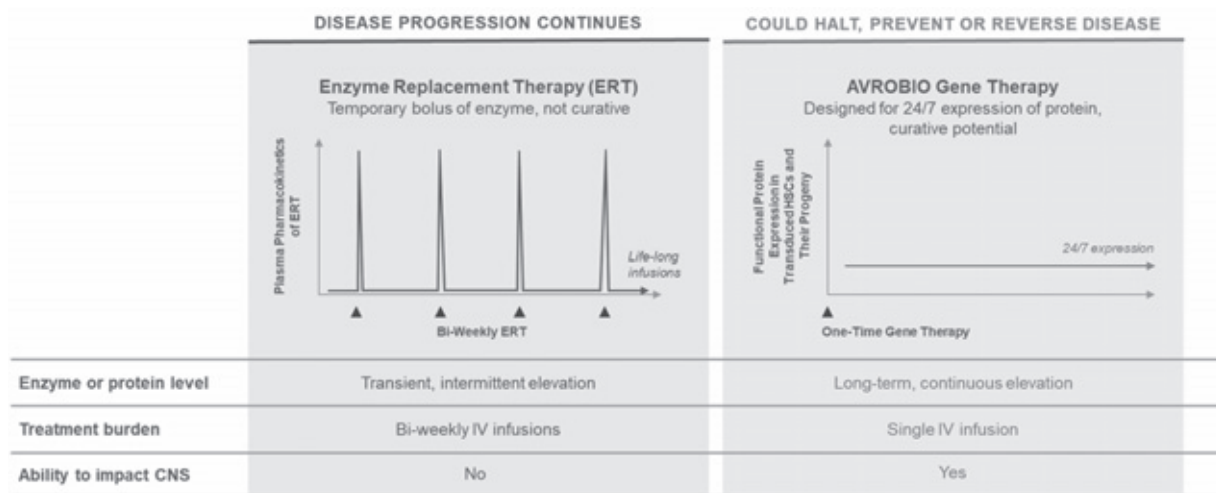 DISEASE PROGRESSION CONTINUES
COULD HALT, PREVENT OR REVERSE DISEASE
Enzyme Replacement Therapy (ERT)
Temporary bolus of enzyme, not curative
Plasma Pharmacokinetics
of ERT
Life-long
infusions
Bi-Weekly ERT
AVROBIO Gene Therapy
Designed for 24/7 expression of protein,
curative potential
Functional Protein
Expression in
Transduced HSCs and
Their Progeny
24/7 expression
One-Time Gene Therapy
Enzyme or protein level
Transient, intermittent elevation
Long-term, continuous elevation
Treatment burden
Bi-weekly IV infusions
Single IV infusion
Ability to impact CNS
No
Yes